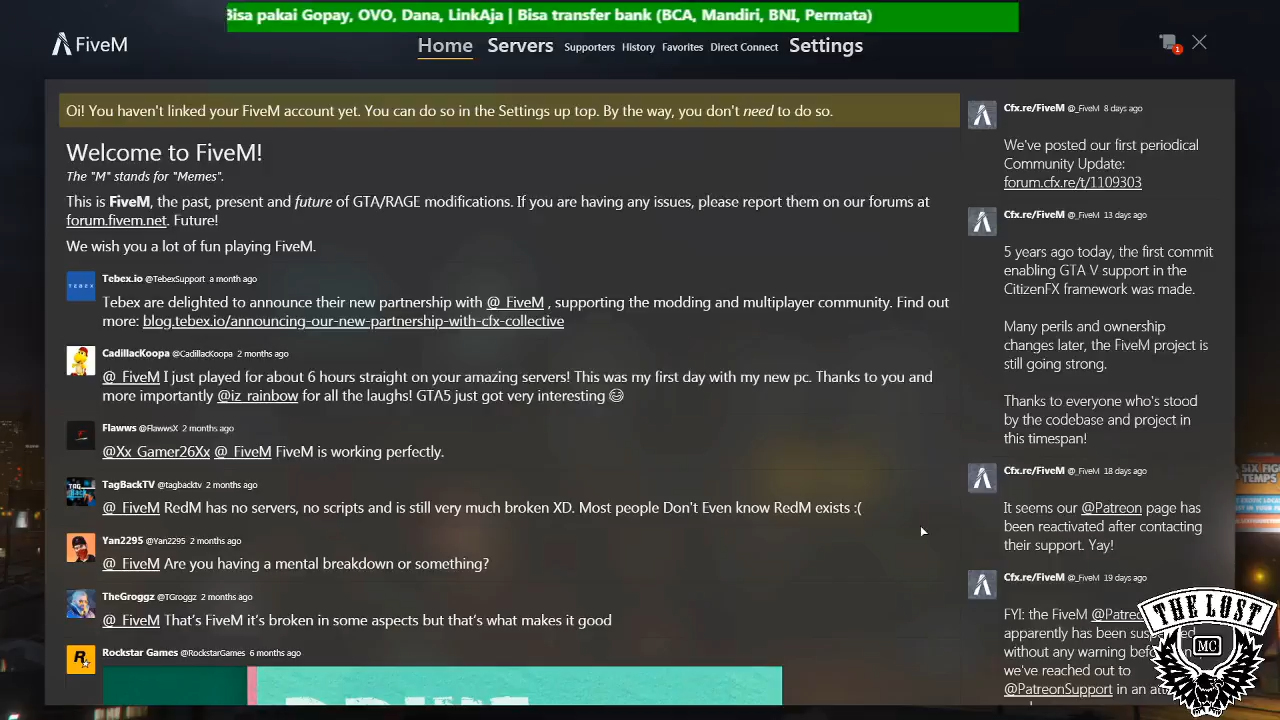 Bisa pakai Gopay, OVO, Dana, LinkAja | Bisa transfer bank (BCA, Mandiri, BNI, Permata)
FiveM
Home Servers Supporters History Favorites Direct Connect Settings
1
Oi! You haven't linked your FiveM account yet. You can do so in the Settings up top. By the way, you don't need to do so.
Welcome to FiveM!
The "M" stands for "Memes".
This is FiveM, the past, present and future of GTA/RAGE modifications. If you are having any issues, please report them on our forums at
forum.fivem.net. Future!
We wish you a lot of fun playing FiveM.
TEBEX
Tebex.io @TebexSupport a month ago
Tebex are delighted to announce their new partnership with @_FiveM , supporting the modding and multiplayer community. Find out
more: blog.tebex.io/announcing-our-new-partnership-with-cfx-collective
CadillacKoopa @CadillacKoopa 2 months ago
@_FiveM I just played for about 6 hours straight on your amazing servers! This was my first day with my new pc. Thanks to you and
more importantly @iz_rainbow for all the laughs! GTA5 just got very interesting 😅
Flawws @FlawwsX 2 months ago
@Xx_Gamer26Xx @_FiveM FiveM is working perfectly.
TagBackTV @tagbacktv 2 months ago
@_FiveM RedM has no servers, no scripts and is still very much broken XD. Most people Don't Even know RedM exists :(
Yan2295 @Yan2295 2 months ago
@_FiveM Are you having a mental breakdown or something?
TheGroggz @TGroggz 2 months ago
@_FiveM That's FiveM it's broken in some aspects but that's what makes it good
Rockstar Games @RockstarGames 6 months ago
Cfx.re/FiveM @_FiveM 8 days ago
We've posted our first periodical
Community Update:
forum.cfx.re/t/1109303
Cfx.re/FiveM @_FiveM 13 days ago
5 years ago today, the first commit
enabling GTA V support in the
CitizenFX framework was made.
Many perils and ownership
changes later, the FiveM project is
still going strong.
Thanks to everyone who's stood
by the codebase and project in
this timespan!
Cfx.re/FiveM @_FiveM 18 days ago
It seems our @Patreon page has
been reactivated after contacting
their support. Yay!
Cfx.re/FiveM @_FiveM 19 days ago
FYI: the FiveM
apparently has been
without any warning
we've reached out to
@PatreonSupport in an
SIX FIG
TEMPS
THE LOST
MC